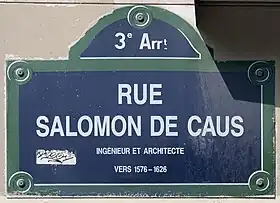 3e Arrt
RUE
SALOMON DE CAUS
INGÉNIEUR ET ARCHITECTE
VERS 1576-1626